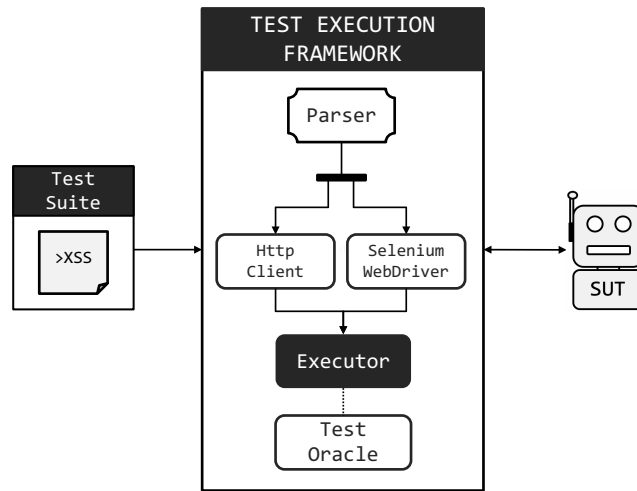 TEST EXECUTION
FRAMEWORK
Parser
Test
Suite
>XSS
Http
Client
Selenium
WebDriver
SUT
Executor
Test
Oracle